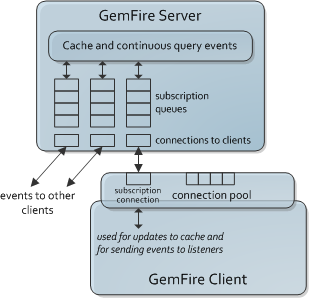 GemFire Server
Cache and continuous query events
subscription
queues
connections to clients
events to other
clients
subscription
connection
connection pool
used for updates to cache and
for sending events to listeners
GemFire Client